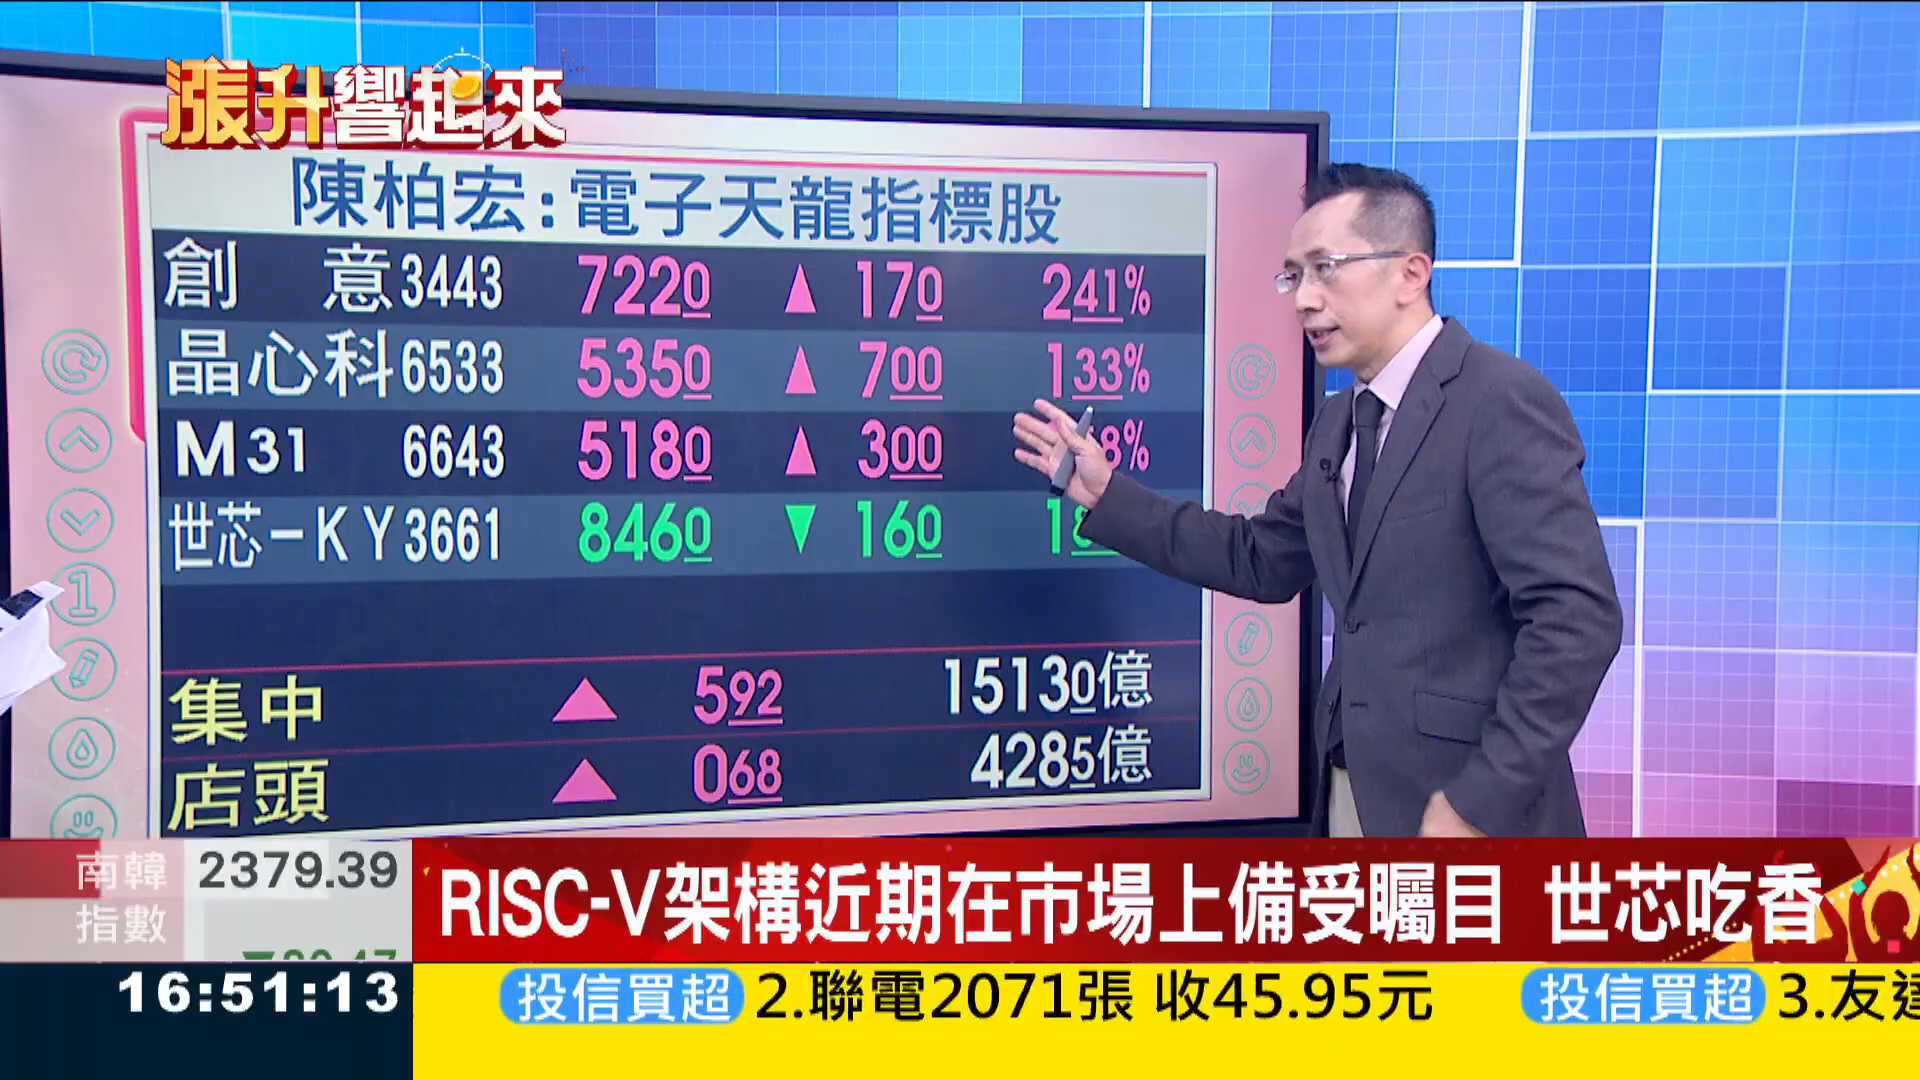 漲升響起來
陳柏宏:電子天龍指標股
創意 3443 7220 ▲ 170 241%
晶心科 6533 5350 ▲ 700 133%
M31 6643 5180 ▲ 300 8%
世芯-KY 3661 8460 ▼ 160
集中 ▲ 592 15130億
店頭 ▲ 068 4285億
南韓指數 2379.39
RISC-V架構近期在市場上備受矚目 世芯吃香
16:51:13
投信買超 2.聯電2071張 收45.95元 投信買超 3.友達